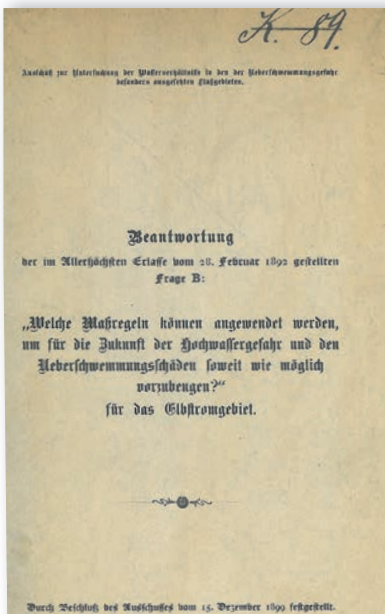 K. 89.
Ausschuß zur Untersuchung der Wasserverhältnisse in den der Ueberschwemmungsgefahr
besonders ausgesetzten Flußgebieten.
Beantwortung
der im Allerhöchsten Erlasse vom 28. Februar 1892 gestellten
Frage B:
„Welche Maßregeln können angewendet werden,
um für die Zukunft der Hochwassergefahr und den
Ueberschwemmungsschäden soweit wie möglich
vorzubeugen?“
für das Elbstromgebiet.
Durch Beschluß des Ausschusses vom 15. Dezember 1899 festgestellt.